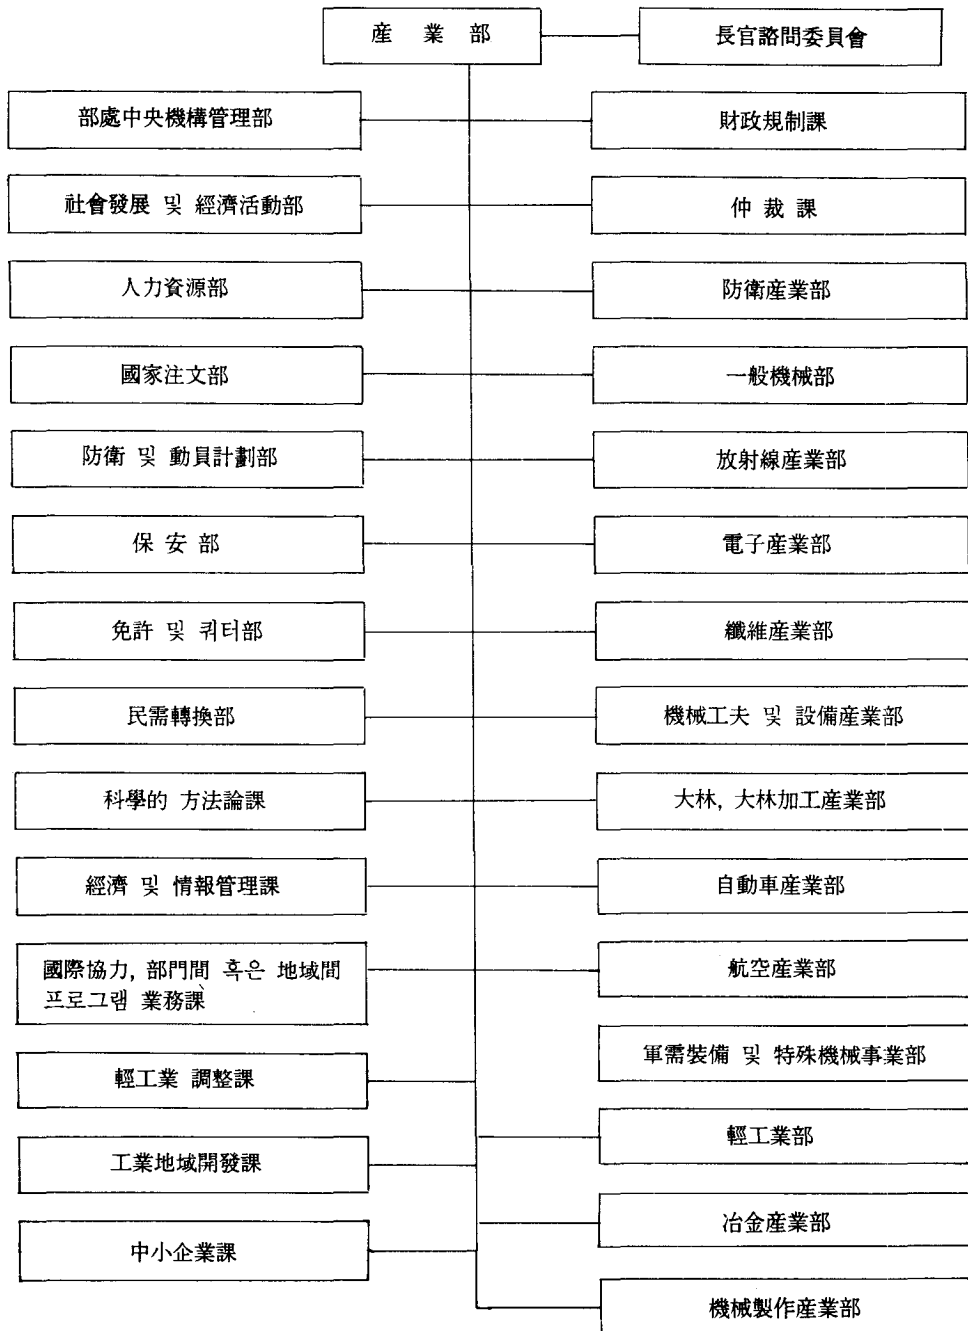 産業部
長官諮問委員會
部處中央機構管理部
財政規制課
社會發展 및 經濟活動部
仲裁課
人力資源部
防衛産業部
國家注文部
一般機械部
防衛 및 動員計劃部
放射線産業部
保安部
電子産業部
免許 및 쿼터部
纖維産業部
民需轉換部
機械工夫 및 設備産業部
科學的 方法論課
大林, 大林加工産業部
經濟 및 情報管理課
自動車産業部
國際協力, 部門間 혹은 地域間
프로그램 業務課
航空産業部
軍需裝備 및 特殊機械事業部
輕工業 調整課
輕工業部
工業地域開發課
冶金産業部
中小企業課
機械製作産業部